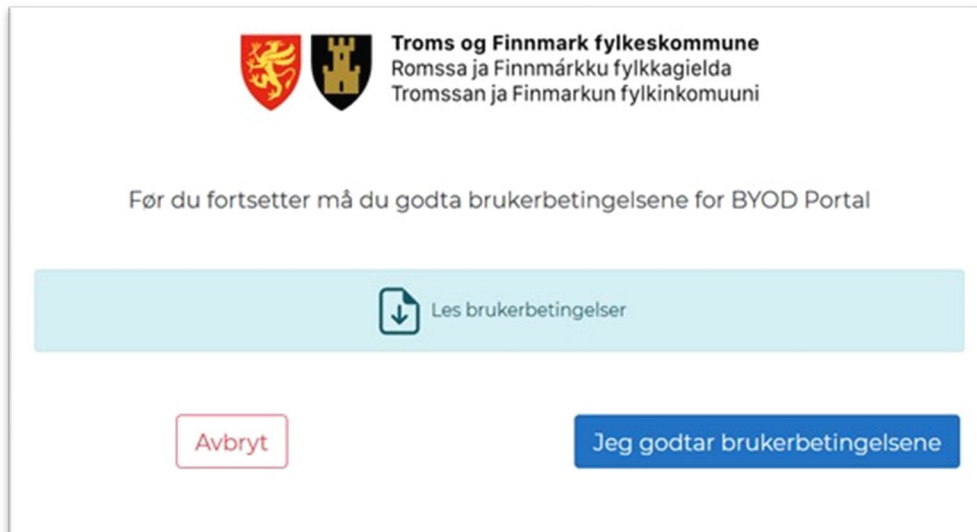 Troms og Finnmark fylkeskommune
Romssa ja Finnmárkku fylkkagielda
Tromssan ja Finmarkun fylkinkomuuni
Før du fortsetter må du godta brukerbetingelsene for BYOD Portal
Les brukerbetingelser
Avbryt
Jeg godtar brukerbetingelsene